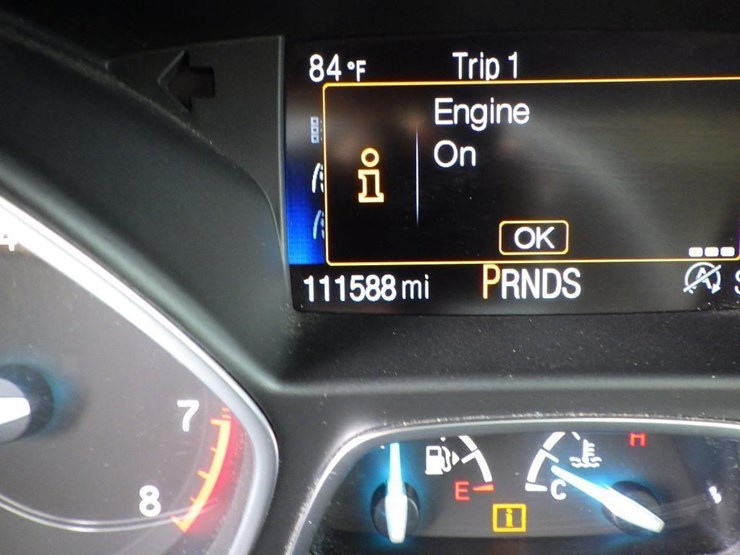 84°F Trip 1
Engine
On
OK
111588 mi PRNDS
7
8
E
C
H